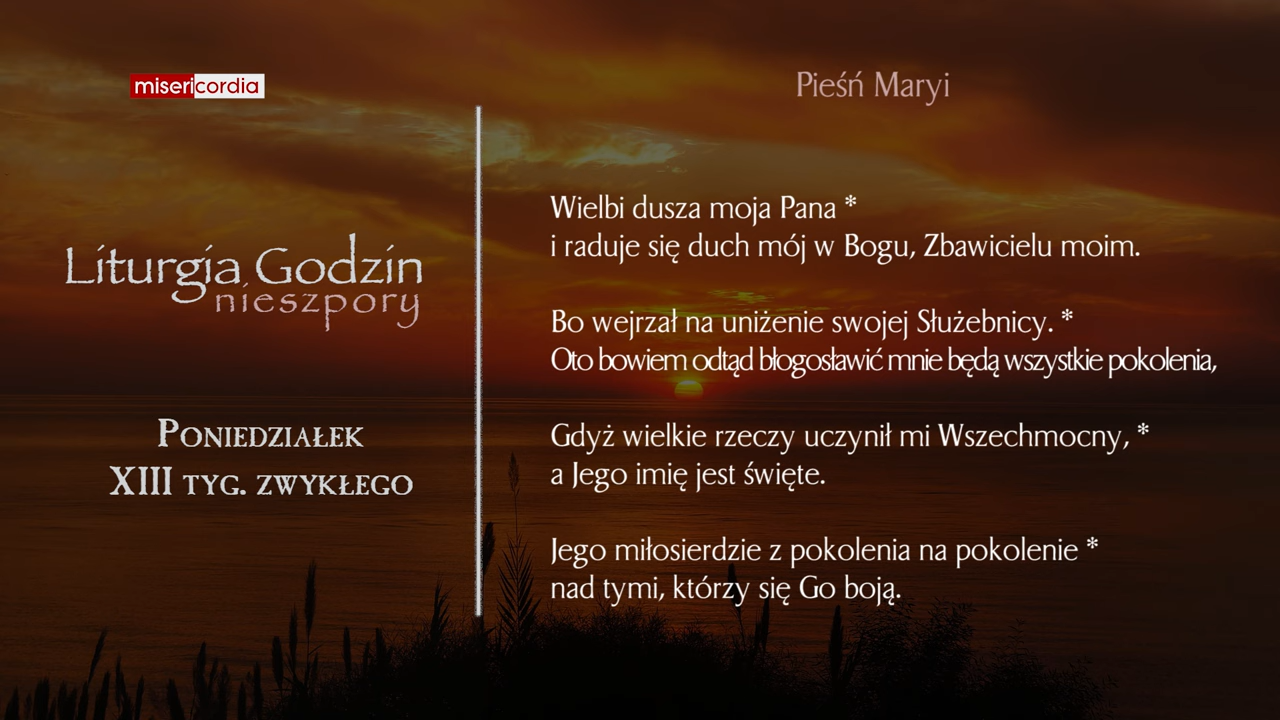 misericordia
Liturgia Godzin
nieszpory
Poniedziałek
XIII tyg. zwykłego
Pieśń Maryi
Wielbi dusza moja Pana *
i raduje się duch mój w Bogu, Zbawicielu moim.
Bo wejrzał na uniżenie swojej Służebnicy. *
Oto bowiem odtąd błogosławić mnie będą wszystkie pokolenia,
Gdyż wielkie rzeczy uczynił mi Wszechmocny, *
a Jego imię jest święte.
Jego miłosierdzie z pokolenia na pokolenie *
nad tymi, którzy się Go boją.